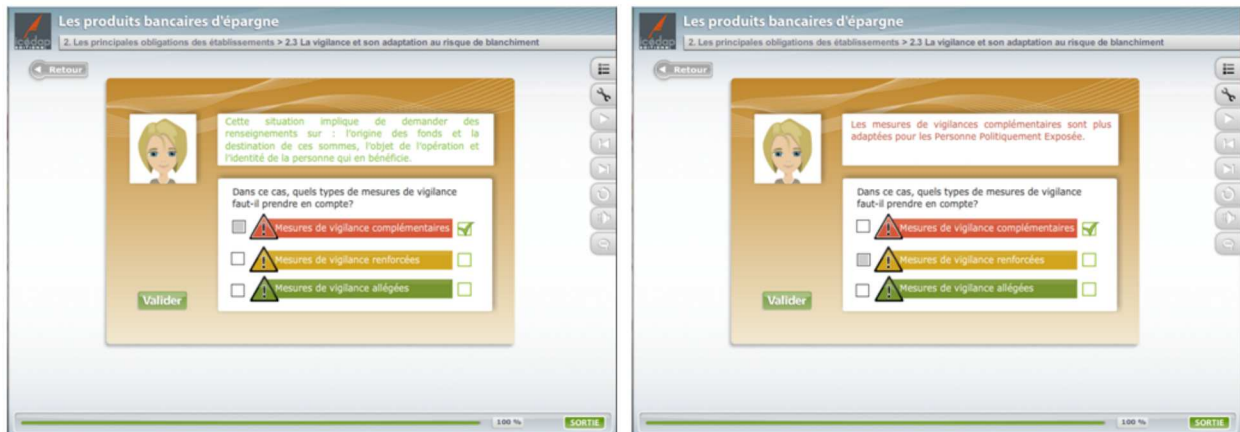 Les produits bancaires d'épargne
icédap
2. Les principales obligations des établissements > 2.3 La vigilance et son adaptation au risque de blanchiment
Retour
Cette situation implique de demander des
renseignements sur : l'origine des fonds et la
destination de ces sommes, l'objet de l'opération et
l'identité de la personne qui en bénéficie.
Dans ce cas, quels types de mesures de vigilance
faut-il prendre en compte?
Mesures de vigilance complémentaires
Mesures de vigilance renforcées
Mesures de vigilance allégées
Valider
100 %
SORTIE
Les produits bancaires d'épargne
icédap
2. Les principales obligations des établissements > 2.3 La vigilance et son adaptation au risque de blanchiment
Retour
Les mesures de vigilances complémentaires sont plus
adaptées pour les Personne Politiquement Exposée.
Dans ce cas, quels types de mesures de vigilance
faut-il prendre en compte?
Mesures de vigilance complémentaires
Mesures de vigilance renforcées
Mesures de vigilance allégées
Valider
100 %
SORTIE